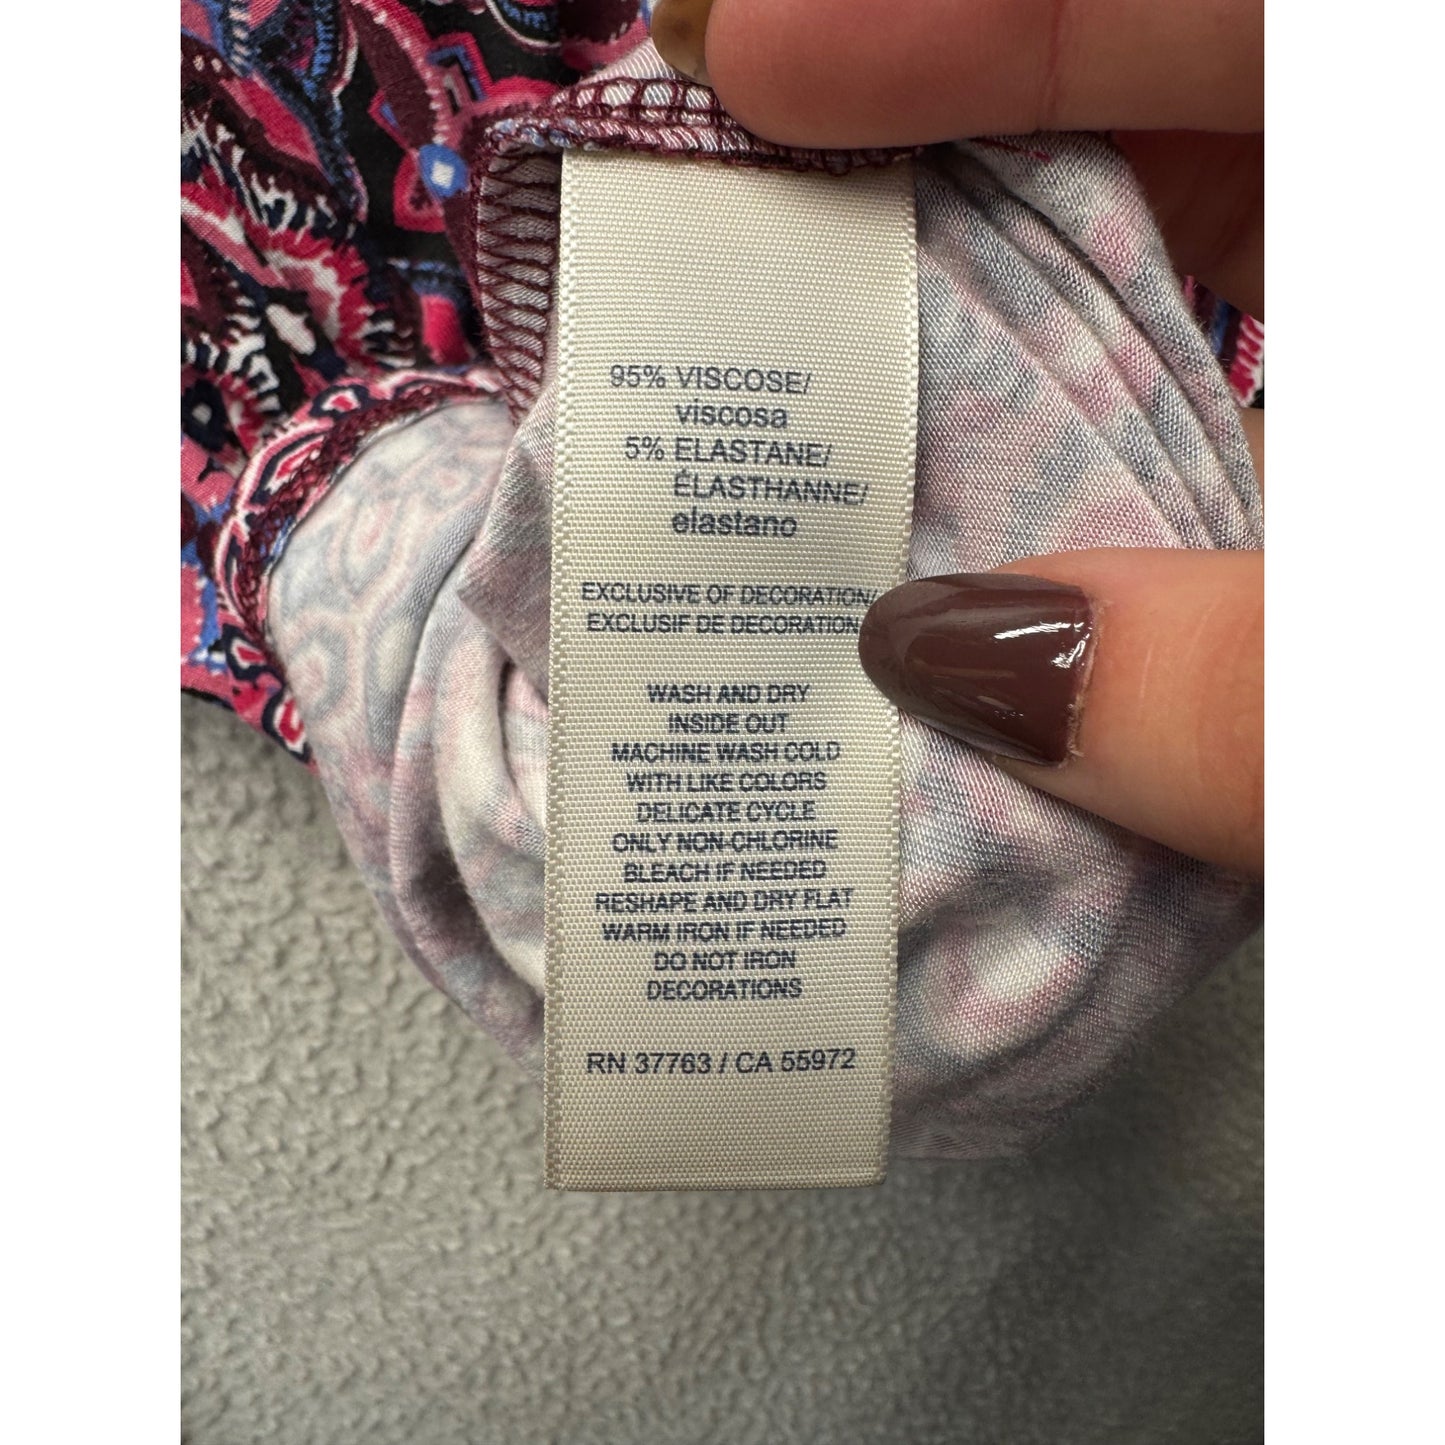 95% VISCOSE/
viscosa
5% ELASTANE/
ÉLASTHANNE/
elastano
EXCLUSIVE OF DECORATION/
EXCLUSIF DE DECORATION
WASH AND DRY
INSIDE OUT
MACHINE WASH COLD
WITH LIKE COLORS
DELICATE CYCLE
ONLY NON-CHLORINE
BLEACH IF NEEDED
RESHAPE AND DRY FLAT
WARM IRON IF NEEDED
DO NOT IRON
DECORATIONS
RN 37763 / CA 55972